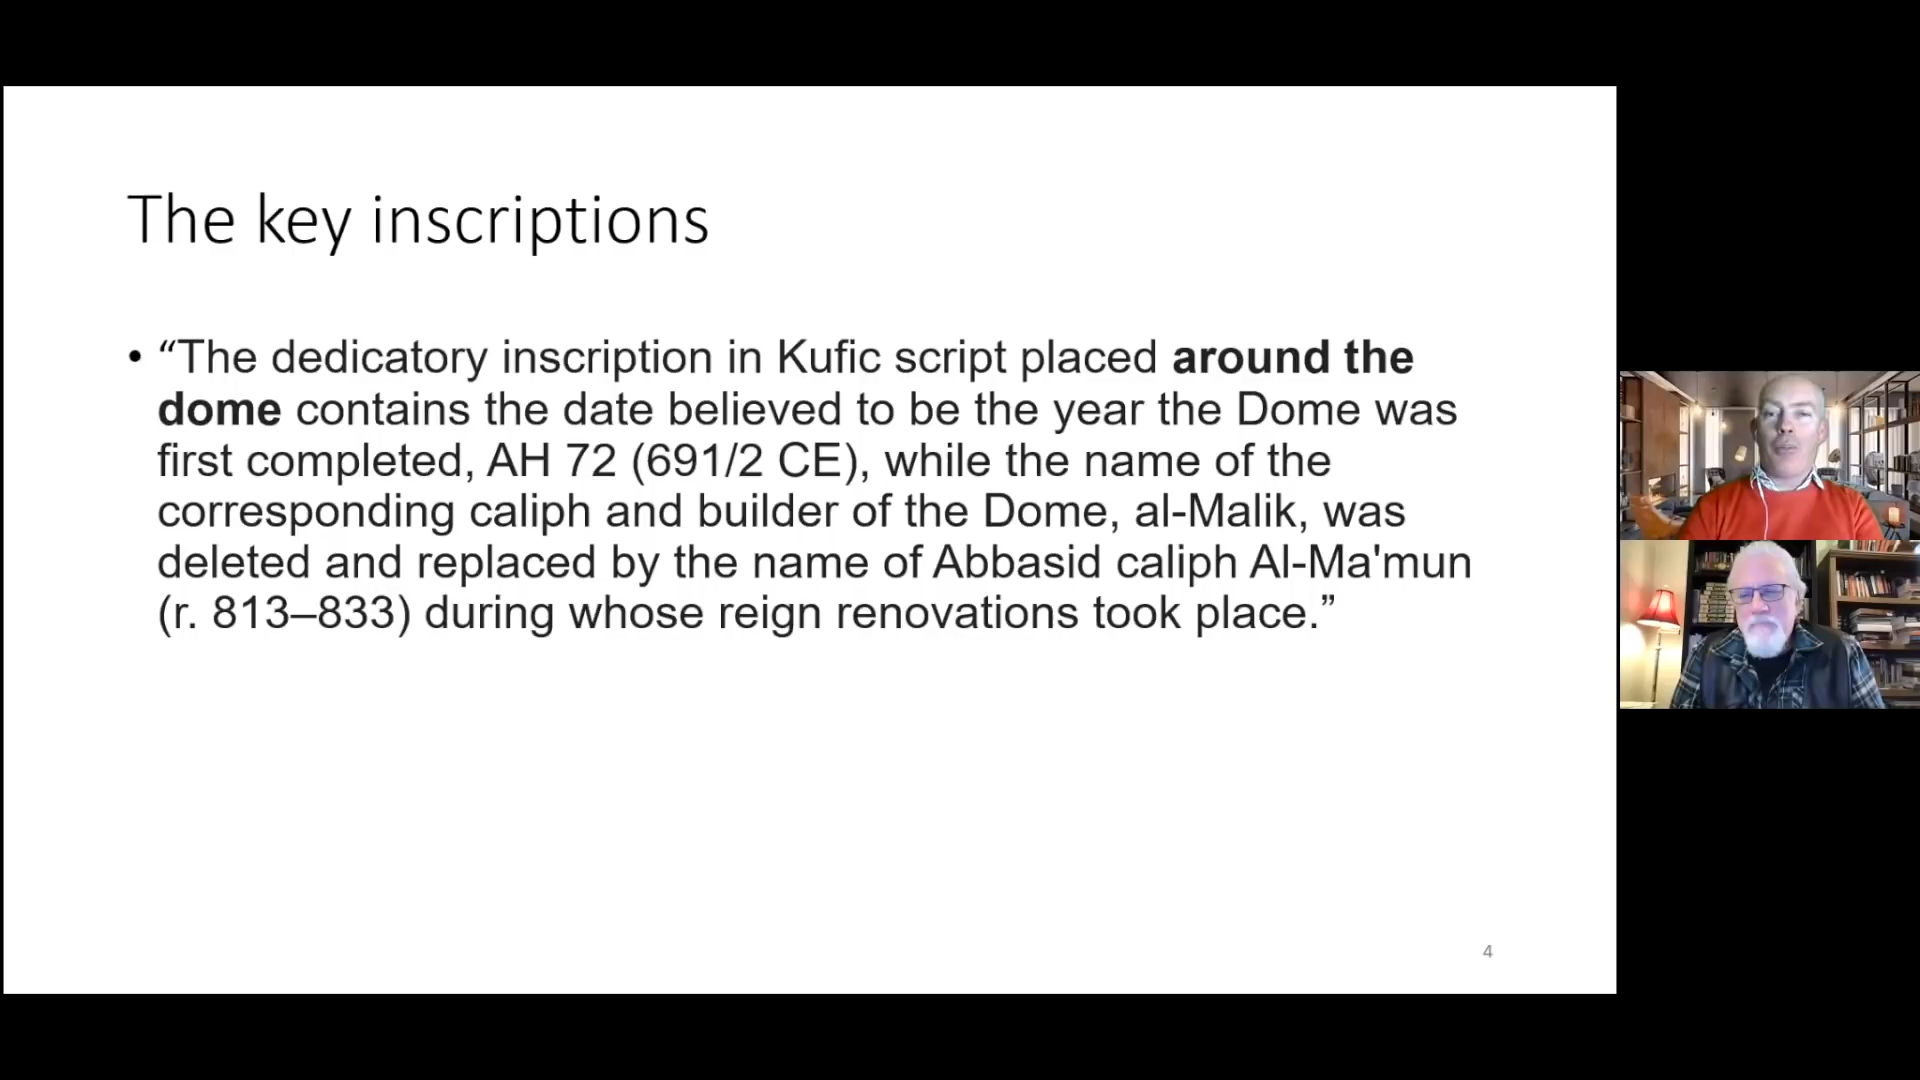 The key inscriptions
• “The dedicatory inscription in Kufic script placed around the
dome contains the date believed to be the year the Dome was
first completed, AH 72 (691/2 CE), while the name of the
corresponding caliph and builder of the Dome, al-Malik, was
deleted and replaced by the name of Abbasid caliph Al-Ma'mun
(r. 813–833) during whose reign renovations took place.”
4